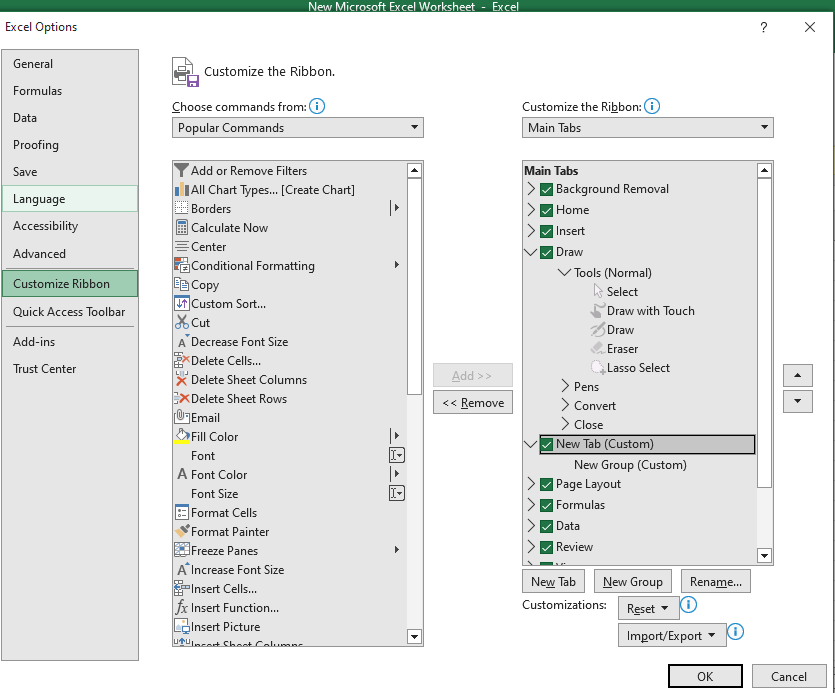 New Microsoft Excel Worksheet - Excel
Excel Options
?
General
Formulas
Data
Proofing
Save
Language
Accessibility
Advanced
Customize Ribbon
Quick Access Toolbar
Add-ins
Trust Center
Customize the Ribbon.
Choose commands from:
Popular Commands
Add or Remove Filters
All Chart Types... [Create Chart]
Borders
Calculate Now
Center
Conditional Formatting
Copy
Custom Sort...
Cut
Decrease Font Size
Delete Cells...
Delete Sheet Columns
Delete Sheet Rows
Email
Fill Color
Font
Font Color
Font Size
Format Cells
Format Painter
Freeze Panes
Increase Font Size
Insert Cells...
Insert Function...
Insert Picture
Insert Sheet Columns
Add >>
<< Remove
Customize the Ribbon:
Main Tabs
Main Tabs
Background Removal
Home
Insert
Draw
Tools (Normal)
Select
Draw with Touch
Draw
Eraser
Lasso Select
Pens
Convert
Close
New Tab (Custom)
New Group (Custom)
Page Layout
Formulas
Data
Review
New Tab
New Group
Rename...
Customizations:
Reset
Import/Export
OK
Cancel